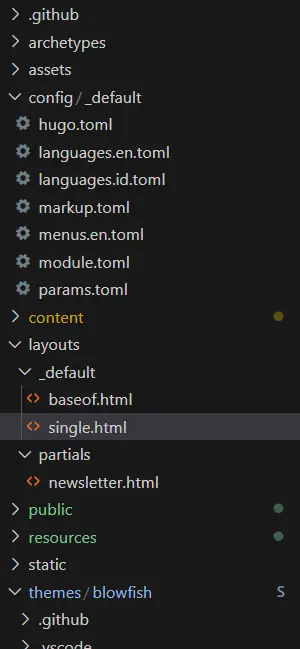 .github
archetypes
assets
config / _default
hugo.toml
languages.en.toml
languages.id.toml
markup.toml
menus.en.toml
module.toml
params.toml
content
layouts
_default
baseof.html
single.html
partials
newsletter.html
public
resources
static
themes / blowfish S
.github
.vscode